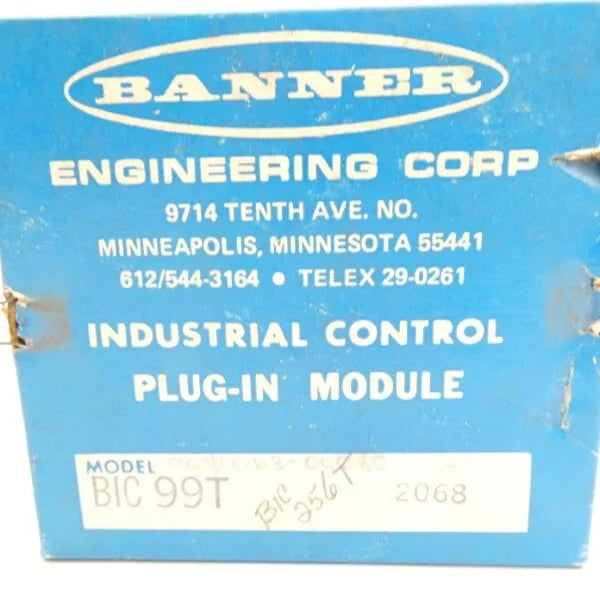 BANNER
ENGINEERING CORP
9714 TENTH AVE. NO.
MINNEAPOLIS, MINNESOTA 55441
612/544-3164 • TELEX 29-0261
INDUSTRIAL CONTROL
PLUG-IN MODULE
MODEL
BIC 99T BIC 256T 2068